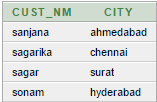 CUST_NM CITY
sanjana ahmedabad
sagarika chennai
sagar surat
sonam hyderabad